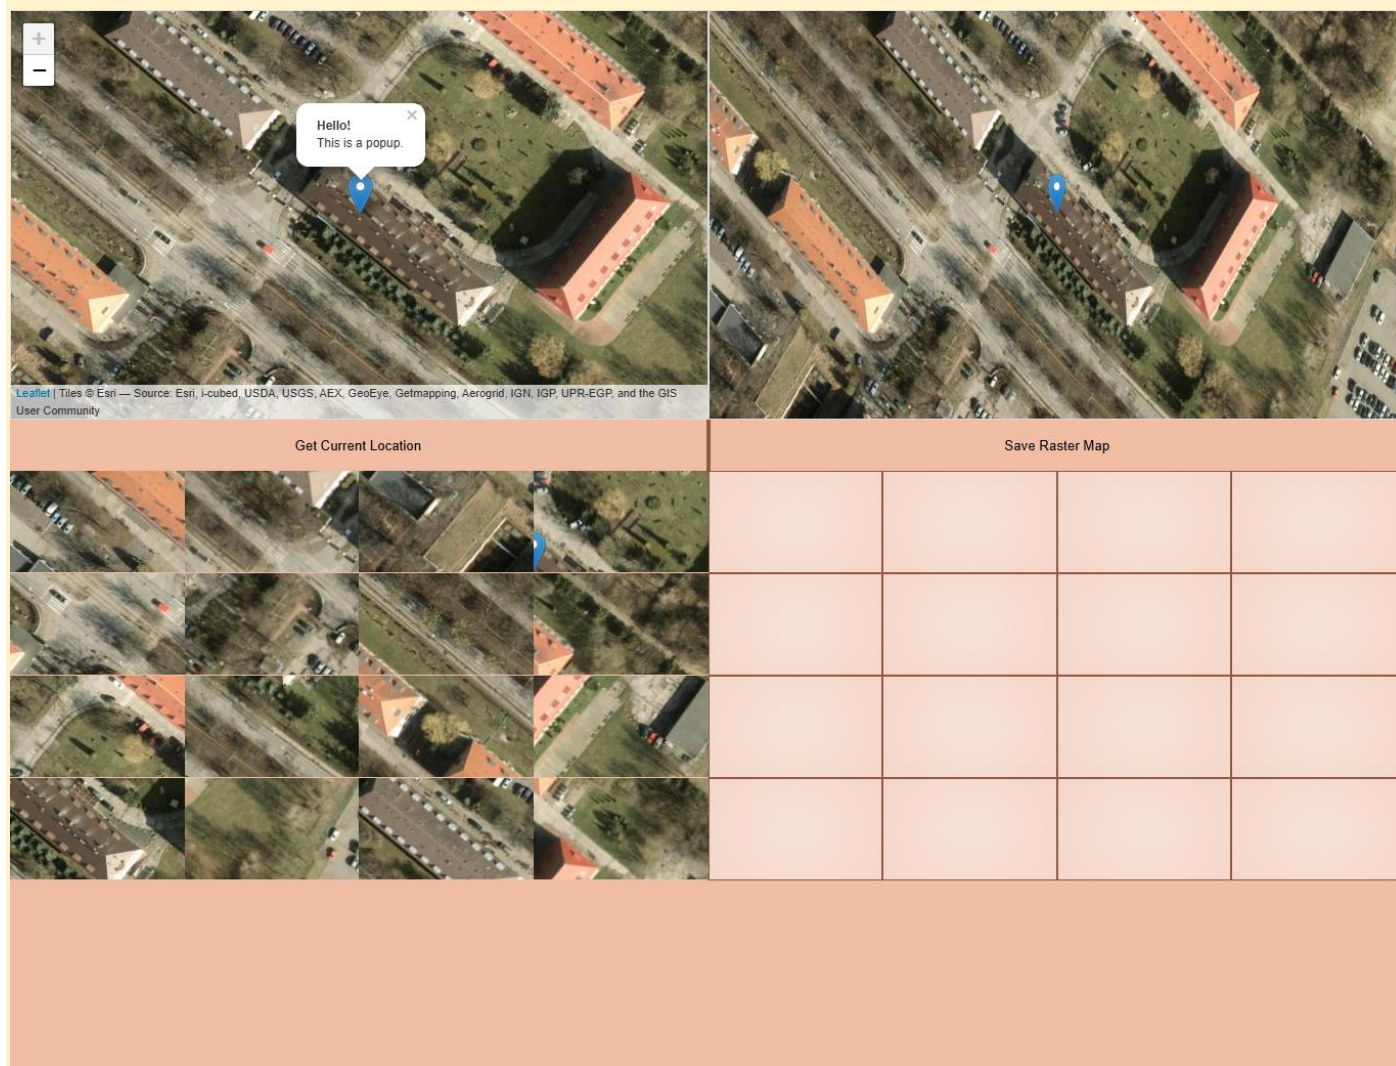 +
−
×
Hello!
This is a popup.
Leaflet | Tiles © Esri — Source: Esri, i-cubed, USDA, USGS, AEX, GeoEye, Getmapping, Aerogrid, IGN, IGP, UPR-EGP, and the GIS
User Community
Get Current Location
Save Raster Map